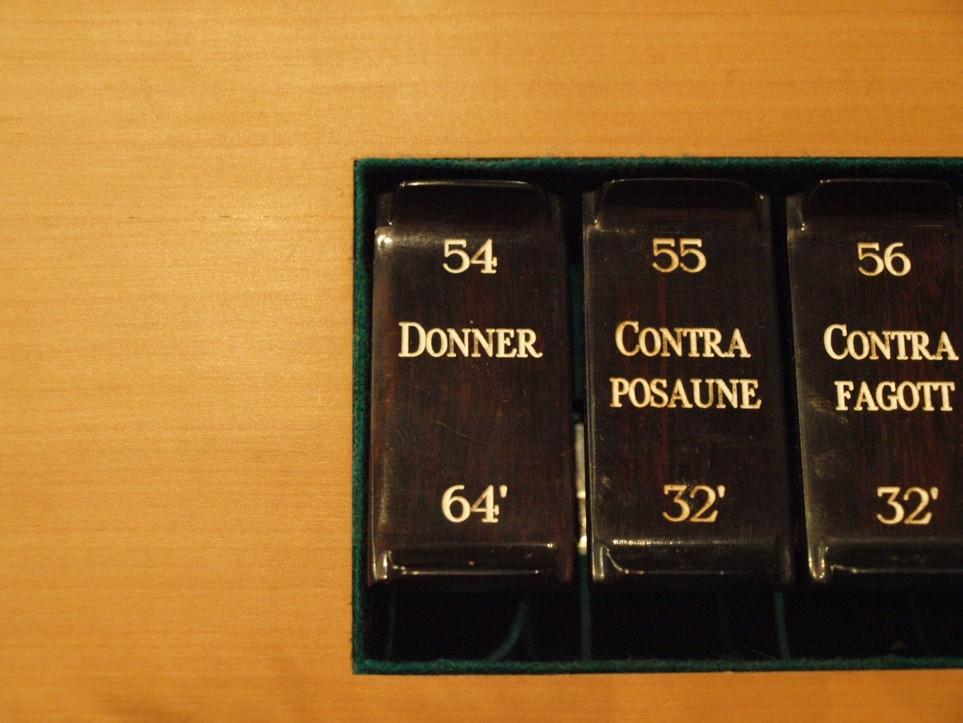 54
DONNER
64'
55
CONTRA
POSAUNE
32'
56
CONTRA
FAGOTT
32'